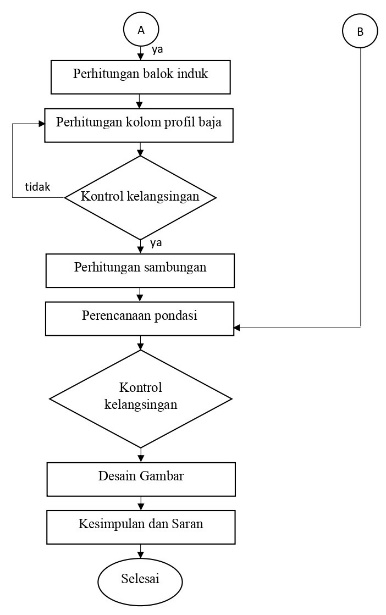 A
B
ya
Perhitungan balok induk
Perhitungan kolom profil baja
tidak
Kontrol kelangsingan
ya
Perhitungan sambungan
Perencanaan pondasi
Kontrol
kelangsingan
Desain Gambar
Kesimpulan dan Saran
Selesai